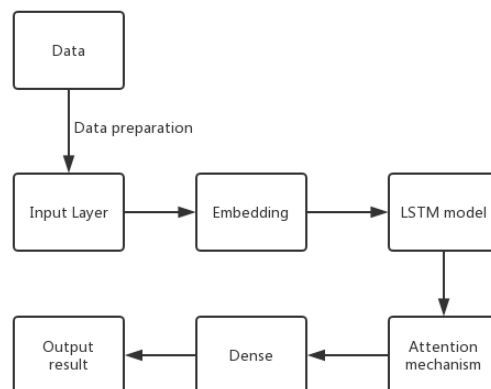 Data
Data preparation
Input Layer
Embedding
LSTM model
Output
result
Dense
Attention
mechanism